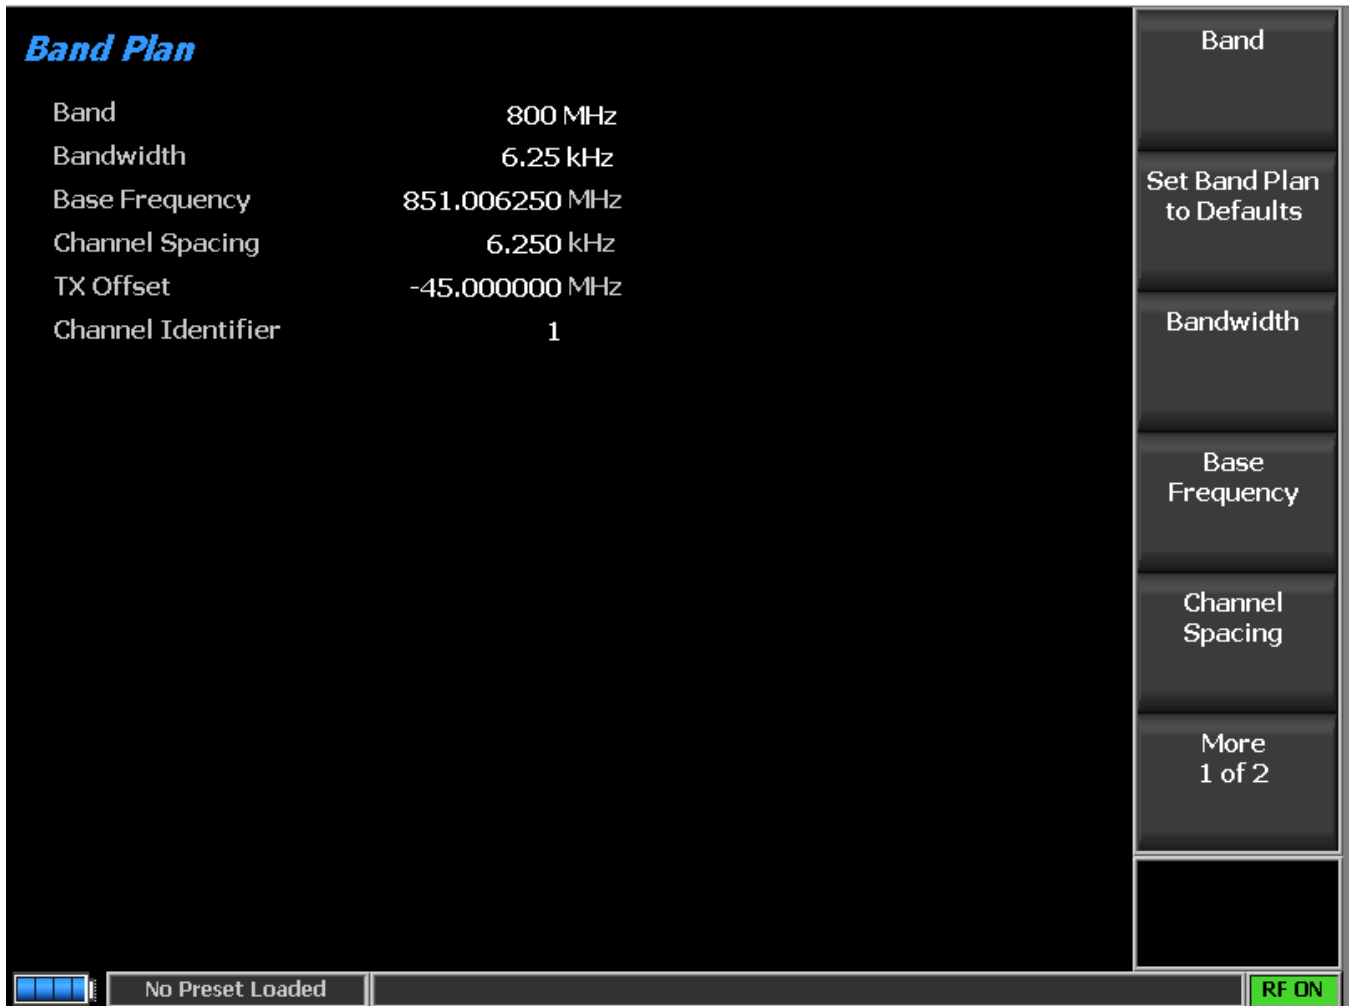 Band Plan
Band 800 MHz
Bandwidth 6.25 kHz
Base Frequency 851.006250 MHz
Channel Spacing 6.250 kHz
TX Offset -45.000000 MHz
Channel Identifier 1
Band
Set Band Plan
to Defaults
Bandwidth
Base
Frequency
Channel
Spacing
More
1 of 2
No Preset Loaded
RF ON